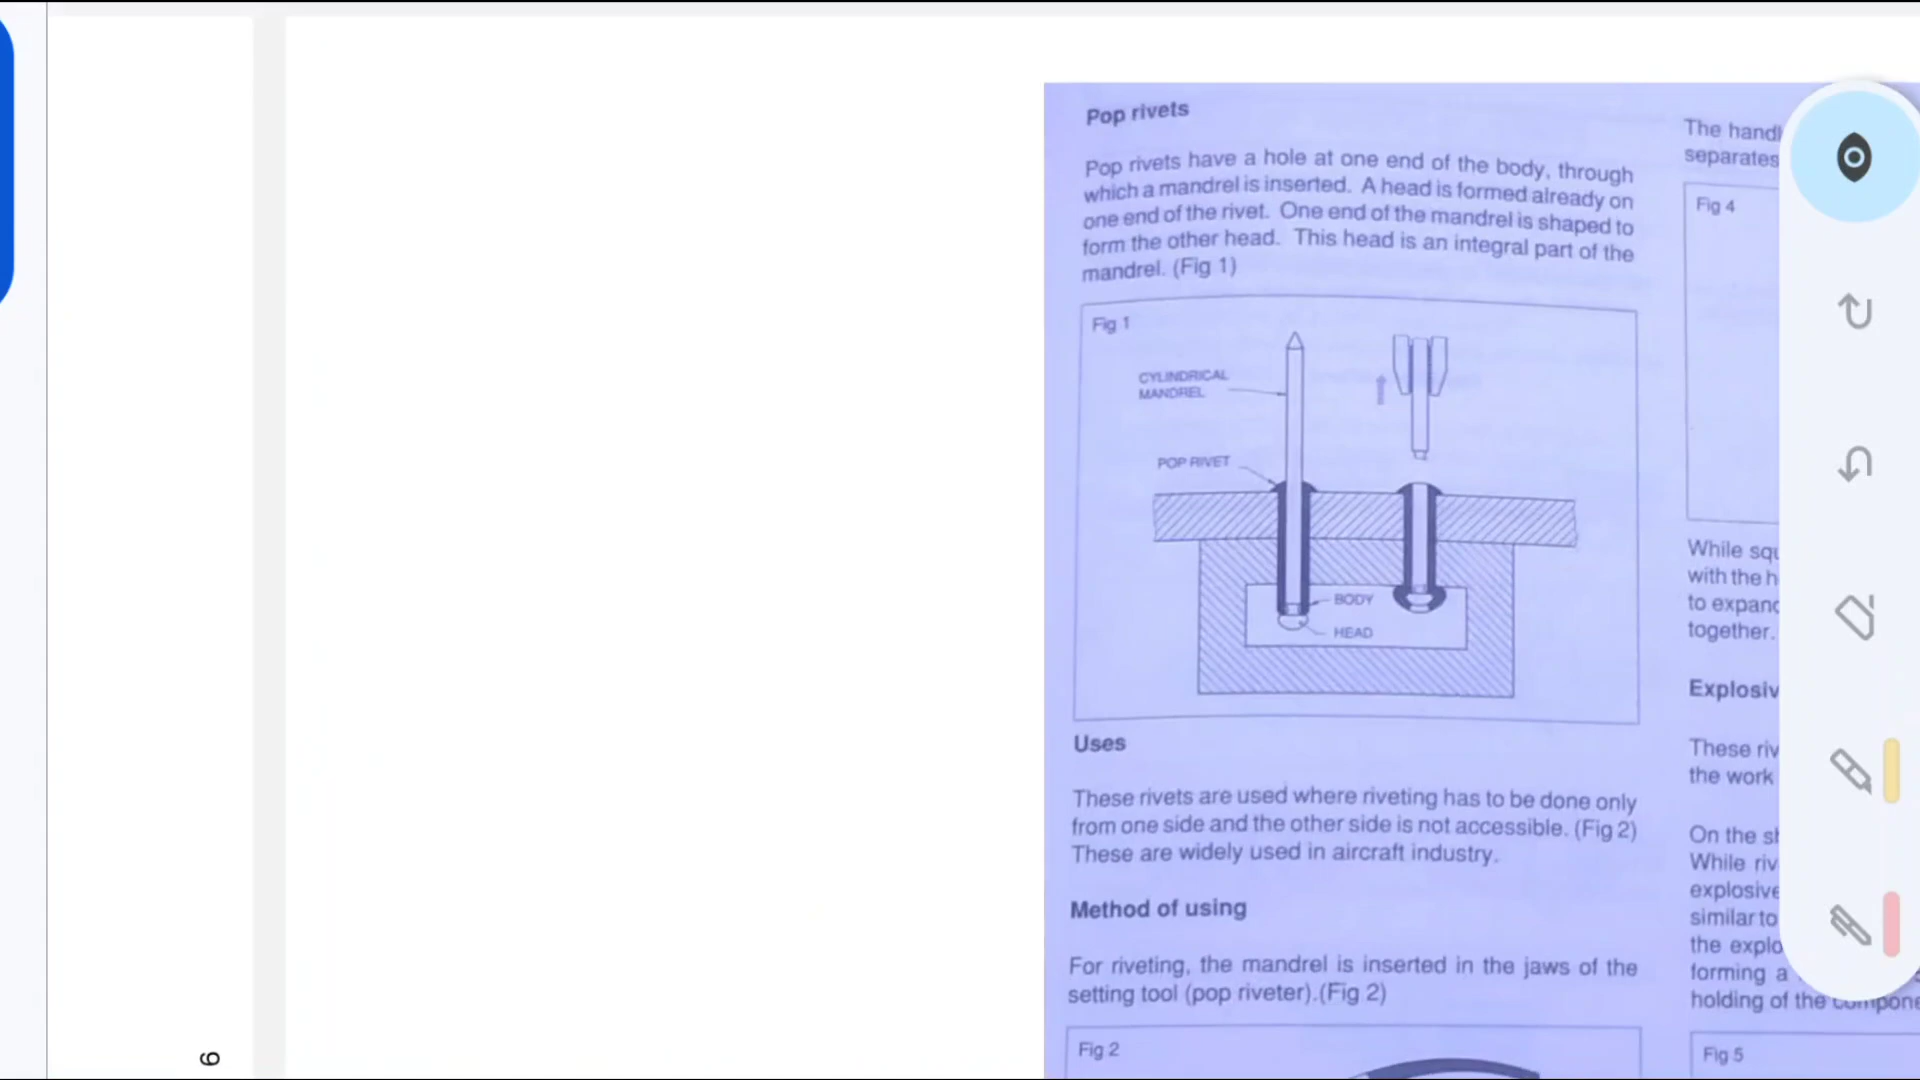 Pop rivets
Pop rivets have a hole at one end of the body, through
which a mandrel is inserted. A head is formed already on
one end of the rivet. One end of the mandrel is shaped to
form the other head. This head is an integral part of the
mandrel. (Fig 1)
Fig 1
CYLINDRICAL
MANDREL
POP RIVET
BODY
HEAD
Uses
These rivets are used where riveting has to be done only
from one side and the other side is not accessible. (Fig 2)
These are widely used in aircraft industry.
Method of using
For riveting, the mandrel is inserted in the jaws of the
setting tool (pop riveter).(Fig 2)
Fig 2
The handl
separates
Fig 4
While squ
with the h
to expand
together.
Explosiv
These riv
the work
On the sh
While riv
explosive
similar to
the explo
forming a
holding of the compone
Fig 5
6